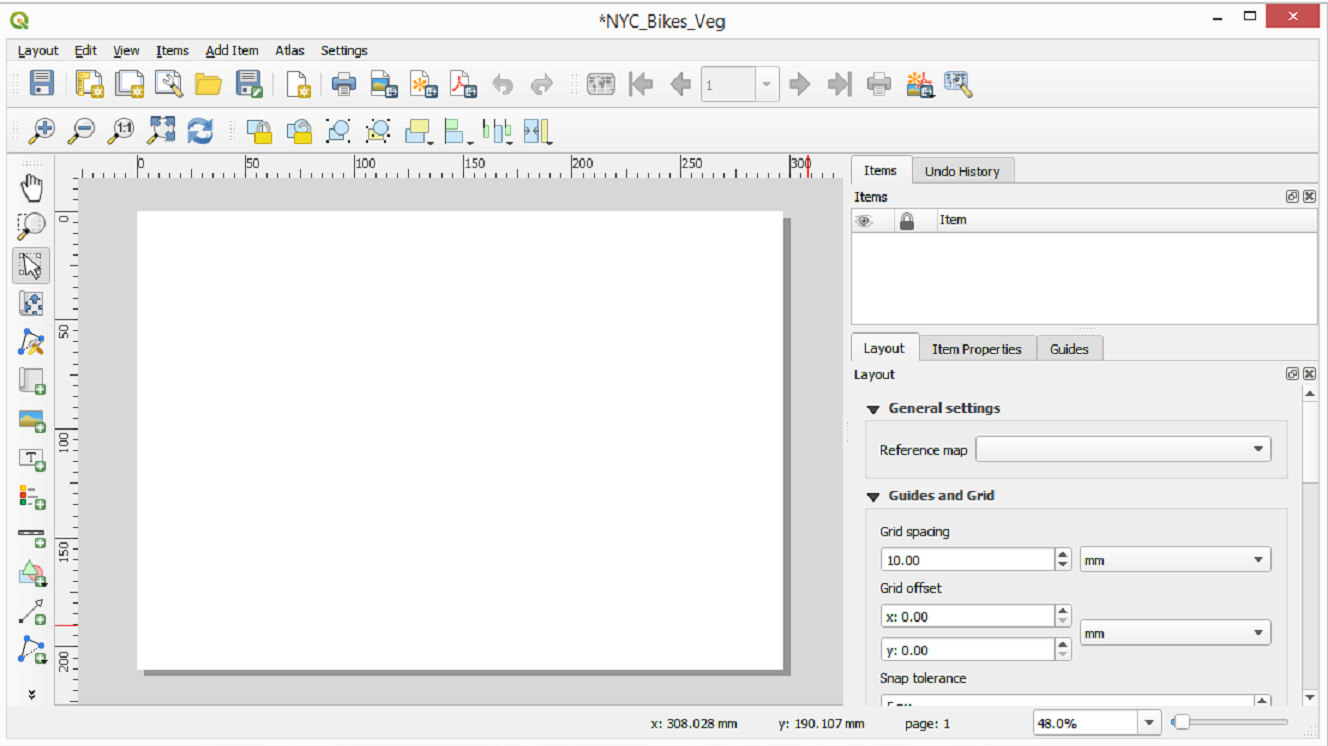 *NYC_Bikes_Veg
Layout Edit View Items Add Item Atlas Settings
1
1:1
0 50 100 150 200 250 300
Items Undo History
Items
Item
0
50
100
150
200
T
Layout Item Properties Guides
Layout
General settings
Reference map
Guides and Grid
Grid spacing
10.00 mm
Grid offset
x: 0.00
mm
y: 0.00
Snap tolerance
x: 308.028 mm y: 190.107 mm page: 1 48.0%